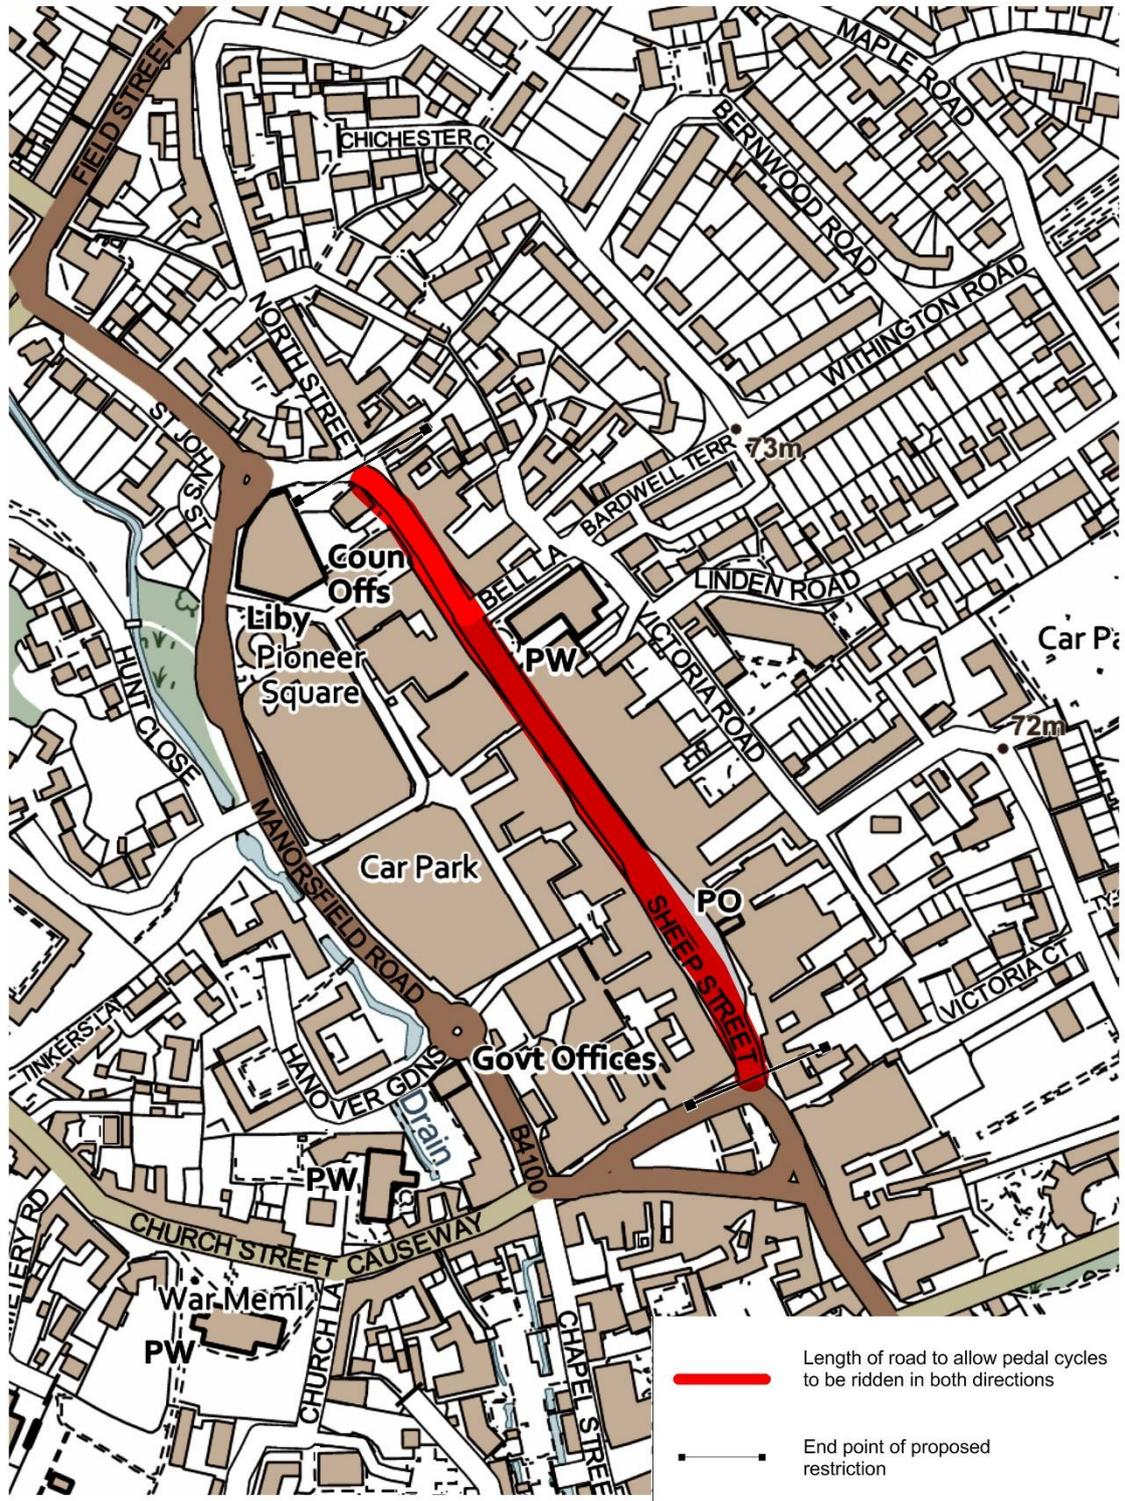 FIELD STREET
MAPLE ROAD
CHICHESTER CL
BERNWOOD ROAD
WITHINGTON ROAD
NORTH STREET
ST JOHN'S ST
73m
BARDWELL TERR
Coun
Offs
BELL LA
LINDEN ROAD
Liby
Pioneer
Square
PW
VICTORIA ROAD
Car Pa
HUNT CLOSE
72m
MANORSFIELD ROAD
Car Park
PO
SHEEP STREET
VICTORIA CT
TINKERS LA
HANOVER GDNS
Govt Offices
Drain
B4100
PW
CHURCH STREET
CAUSEWAY
METERY RD
War Meml
PW
CHURCH LA
CHAPEL STREE
Length of road to allow pedal cycles
to be ridden in both directions
End point of proposed
restriction